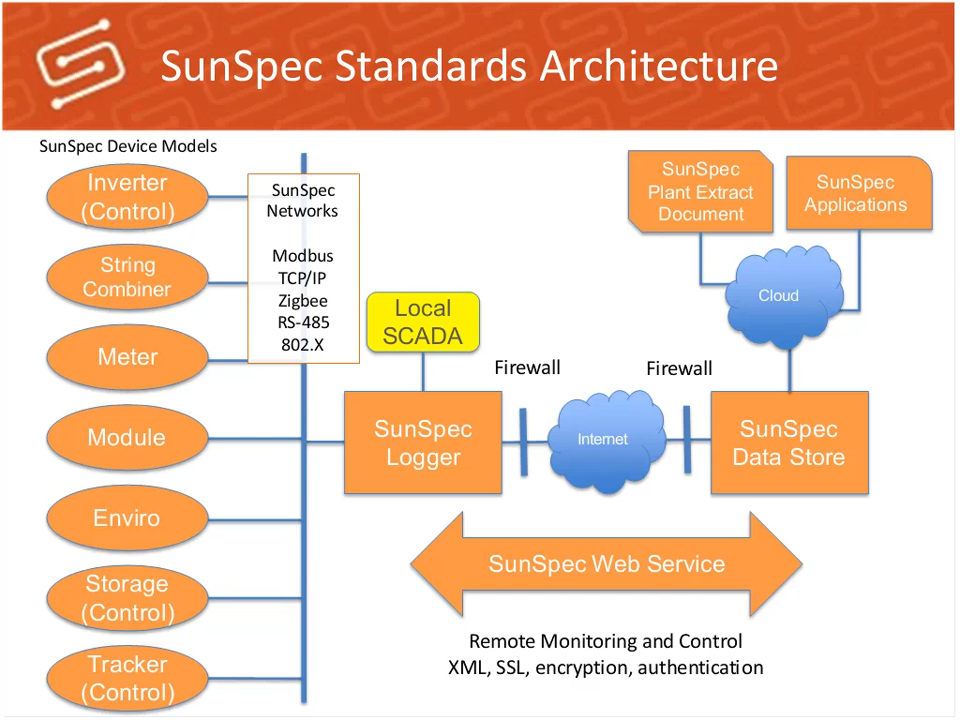 SunSpec Standards Architecture
SunSpec Device Models
Inverter
(Control)
String
Combiner
Meter
Module
Enviro
Storage
(Control)
Tracker
(Control)
SunSpec
Networks
Modbus
TCP/IP
Zigbee
RS-485
802.X
Local
SCADA
SunSpec
Logger
Firewall
Internet
Firewall
SunSpec
Data Store
Cloud
SunSpec
Plant Extract
Document
SunSpec
Applications
SunSpec Web Service
Remote Monitoring and Control
XML, SSL, encryption, authentication